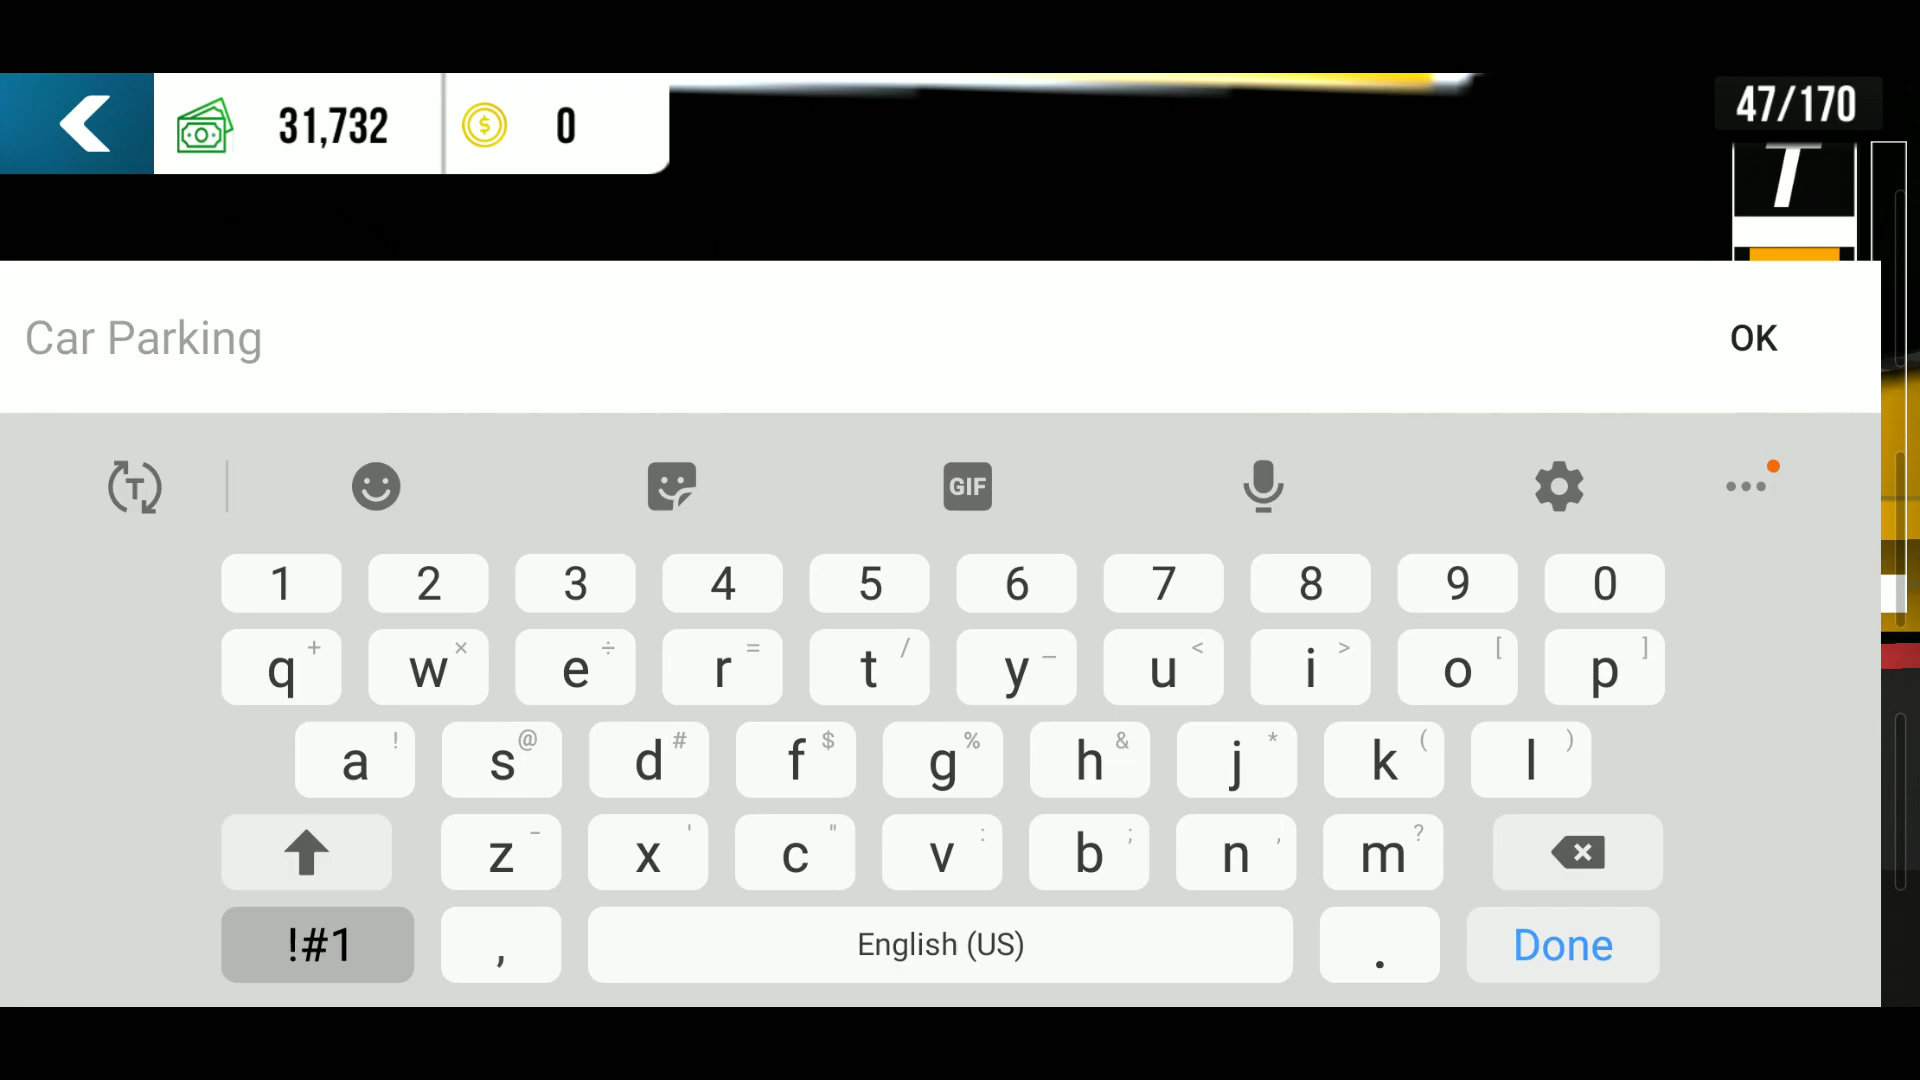 31,732 0 47/170
T
Car Parking OK
GIF
1 2 3 4 5 6 7 8 9 0
q + w × e ÷ r = t / y _ u < i > o [ p ]
a ! s @ d # f $ g % h & j * k ( l )
z - x ' c " v : b ; n , m ?
!#1 , English (US) . Done